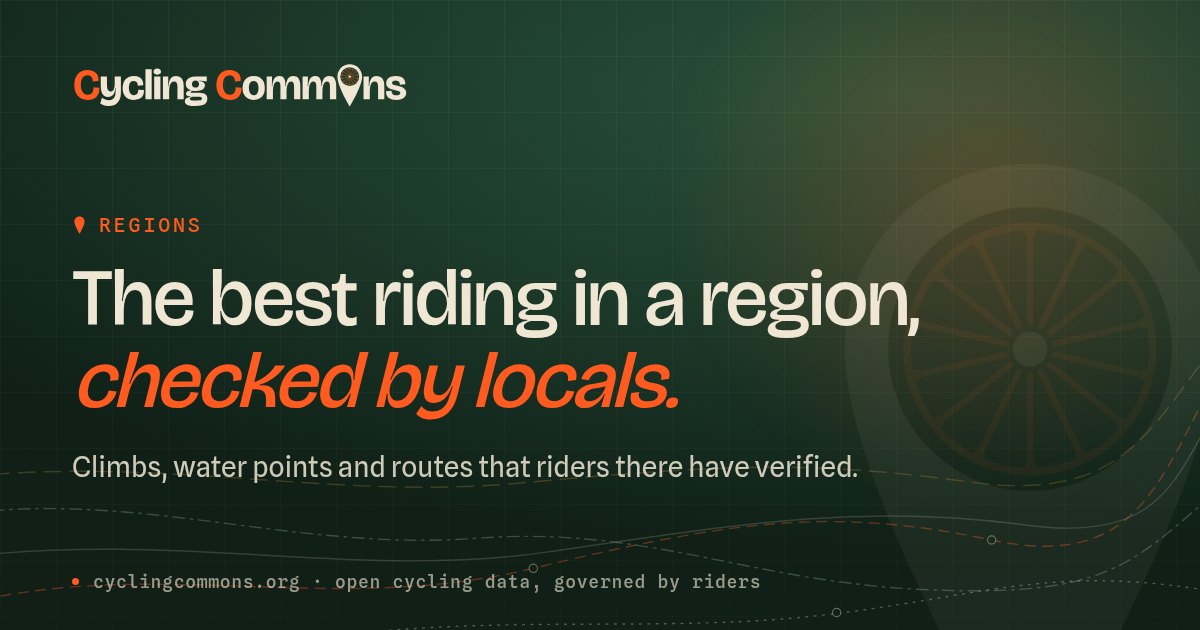 Cycling Commons
REGIONS
The best riding in a region,
checked by locals.
Climbs, water points and routes that riders there have verified.
cyclingcommons.org · open cycling data, governed by riders